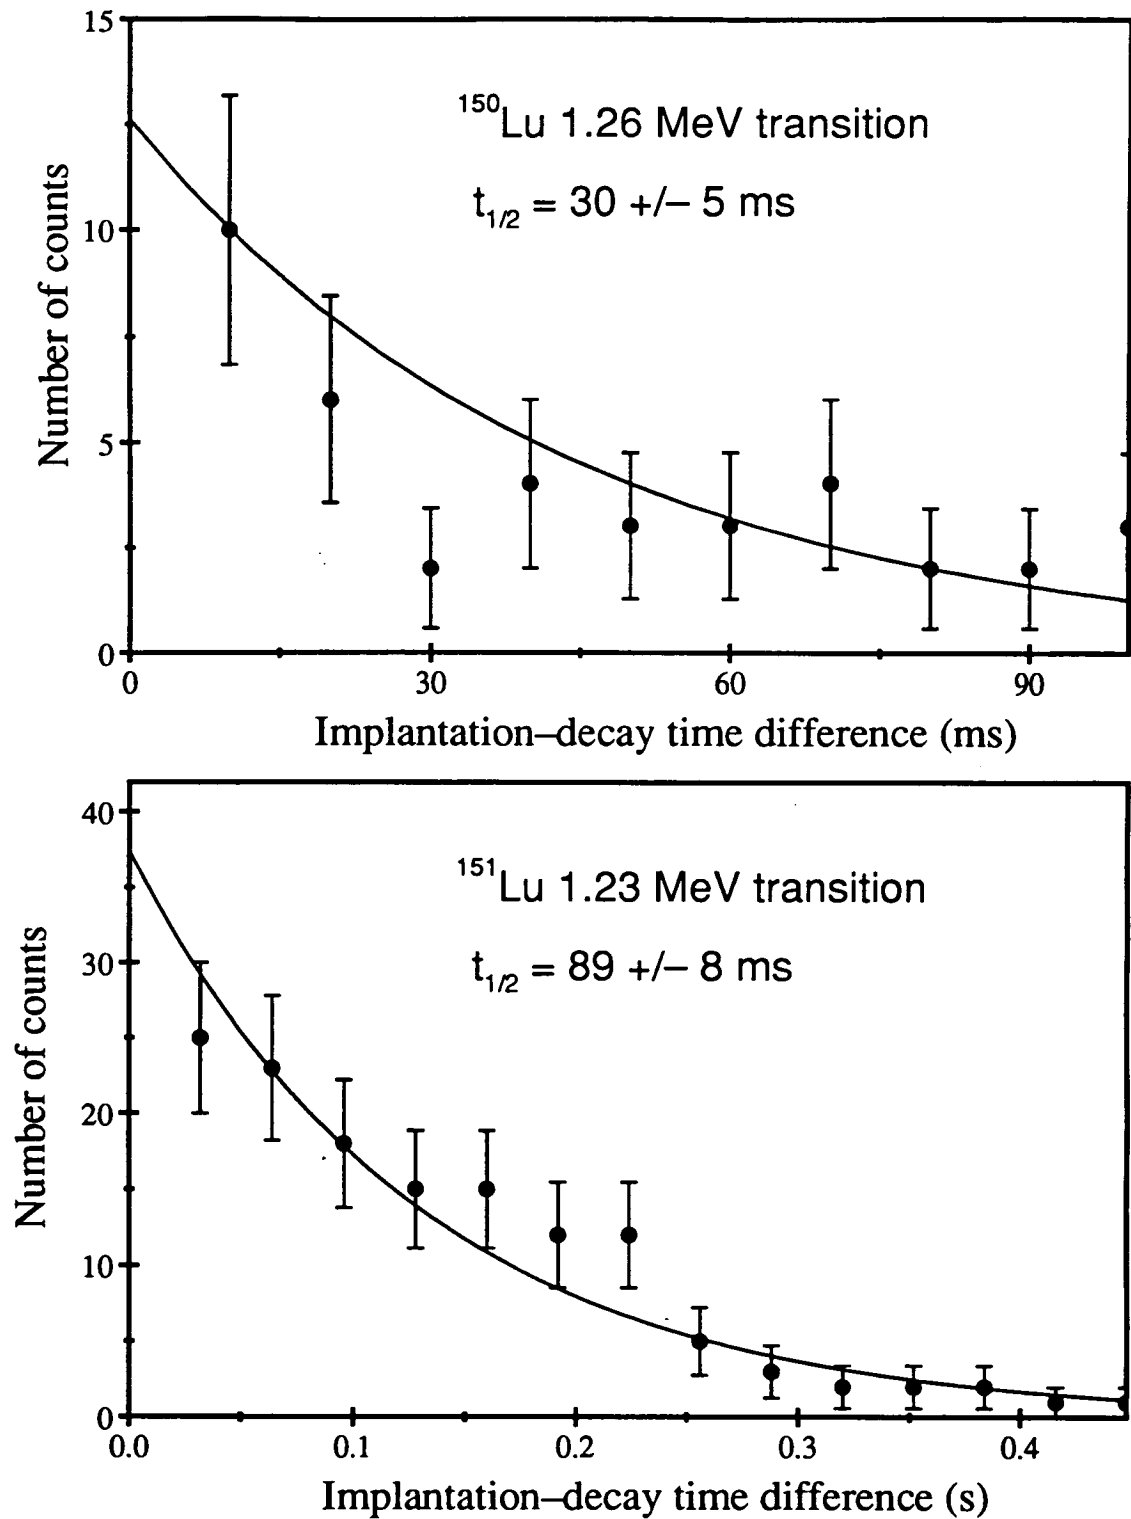 15
10
5
0
Number of counts
¹⁵⁰Lu 1.26 MeV transition
t₁/₂ = 30 +/– 5 ms
0 30 60 90
Implantation–decay time difference (ms)
40
30
20
10
0
Number of counts
¹⁵¹Lu 1.23 MeV transition
t₁/₂ = 89 +/– 8 ms
0.0 0.1 0.2 0.3 0.4
Implantation–decay time difference (s)